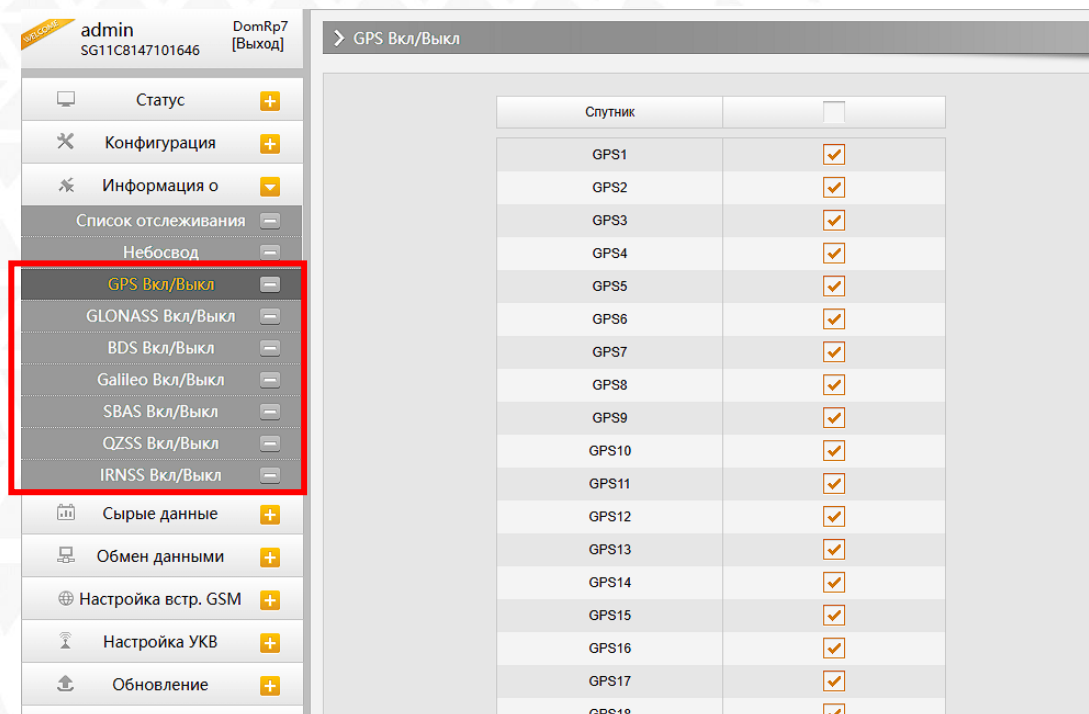 WELCOME
admin
DomRp7
SG11C8147101646
[Выход]
Статус
Конфигурация
Информация о
Список отслеживания
Небосвод
GPS Вкл/Выкл
GLONASS Вкл/Выкл
BDS Вкл/Выкл
Galileo Вкл/Выкл
SBAS Вкл/Выкл
QZSS Вкл/Выкл
IRNSS Вкл/Выкл
Сырые данные
Обмен данными
Настройка встр. GSM
Настройка УКВ
Обновление
GPS Вкл/Выкл
Спутник
GPS1
GPS2
GPS3
GPS4
GPS5
GPS6
GPS7
GPS8
GPS9
GPS10
GPS11
GPS12
GPS13
GPS14
GPS15
GPS16
GPS17
GPS18